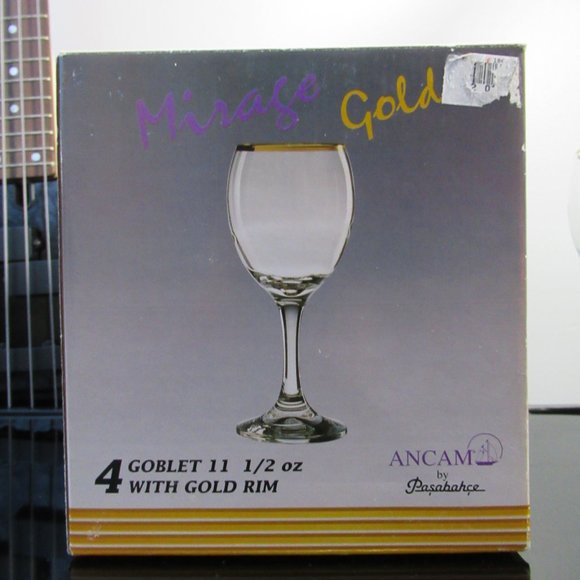 Mirage Gold
4 GOBLET 11 1/2 oz
WITH GOLD RIM
ANCAM
by
Paşabahçe